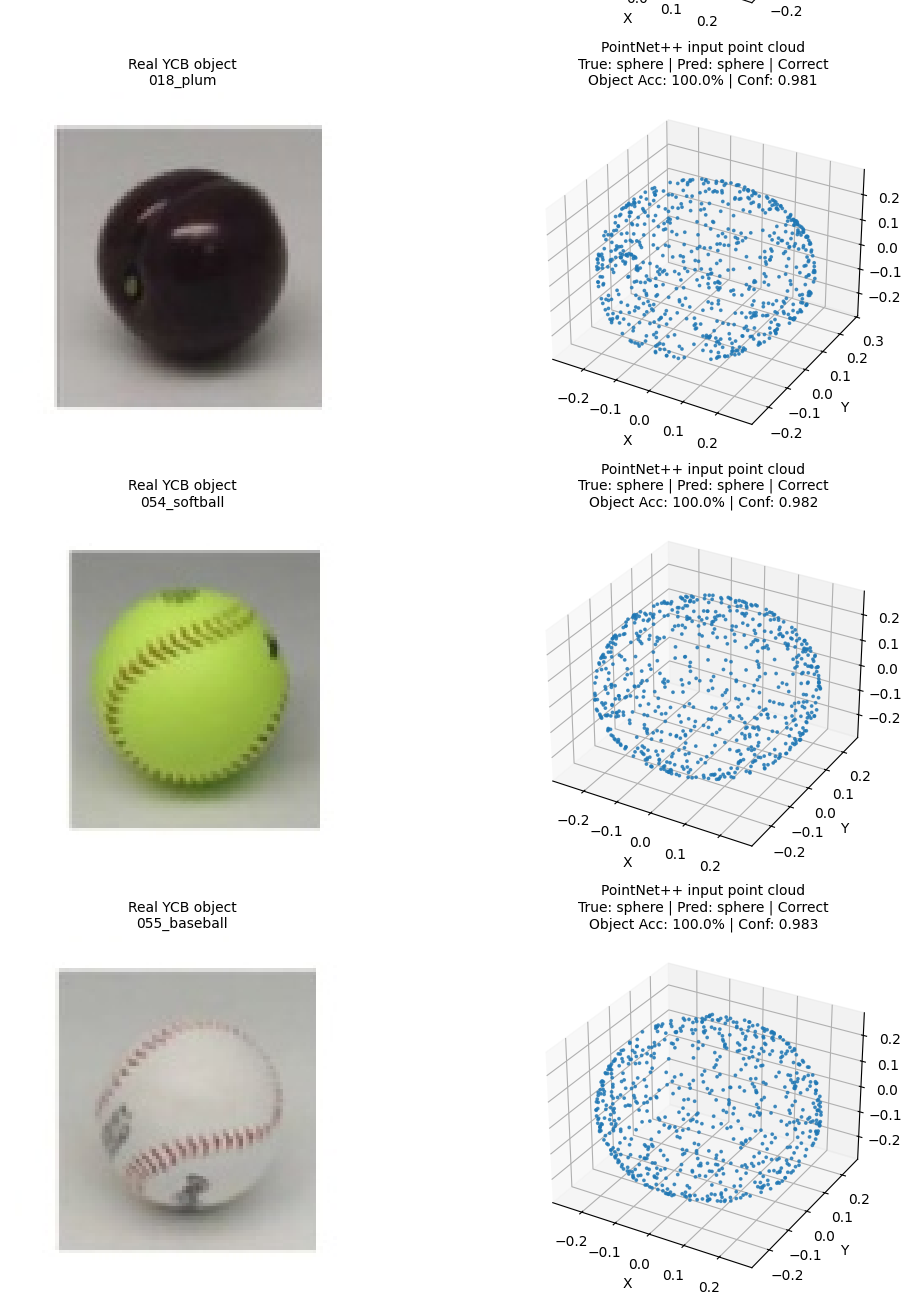 X
0.0
0.1
0.2
−0.2
Real YCB object
018_plum
PointNet++ input point cloud
True: sphere | Pred: sphere | Correct
Object Acc: 100.0% | Conf: 0.981
0.2
0.1
0.0
−0.1
−0.2
0.3
0.2
0.1
0.0
−0.1
−0.2
Y
−0.2
−0.1
0.0
0.1
0.2
X
Real YCB object
054_softball
PointNet++ input point cloud
True: sphere | Pred: sphere | Correct
Object Acc: 100.0% | Conf: 0.982
0.2
0.1
0.0
−0.1
−0.2
0.2
0.1
0.0
−0.1
−0.2
Y
−0.2
−0.1
0.0
0.1
0.2
X
Real YCB object
055_baseball
PointNet++ input point cloud
True: sphere | Pred: sphere | Correct
Object Acc: 100.0% | Conf: 0.983
0.2
0.1
0.0
−0.1
−0.2
0.2
0.1
0.0
−0.1
−0.2
Y
−0.2
−0.1
0.0
0.1
0.2
X